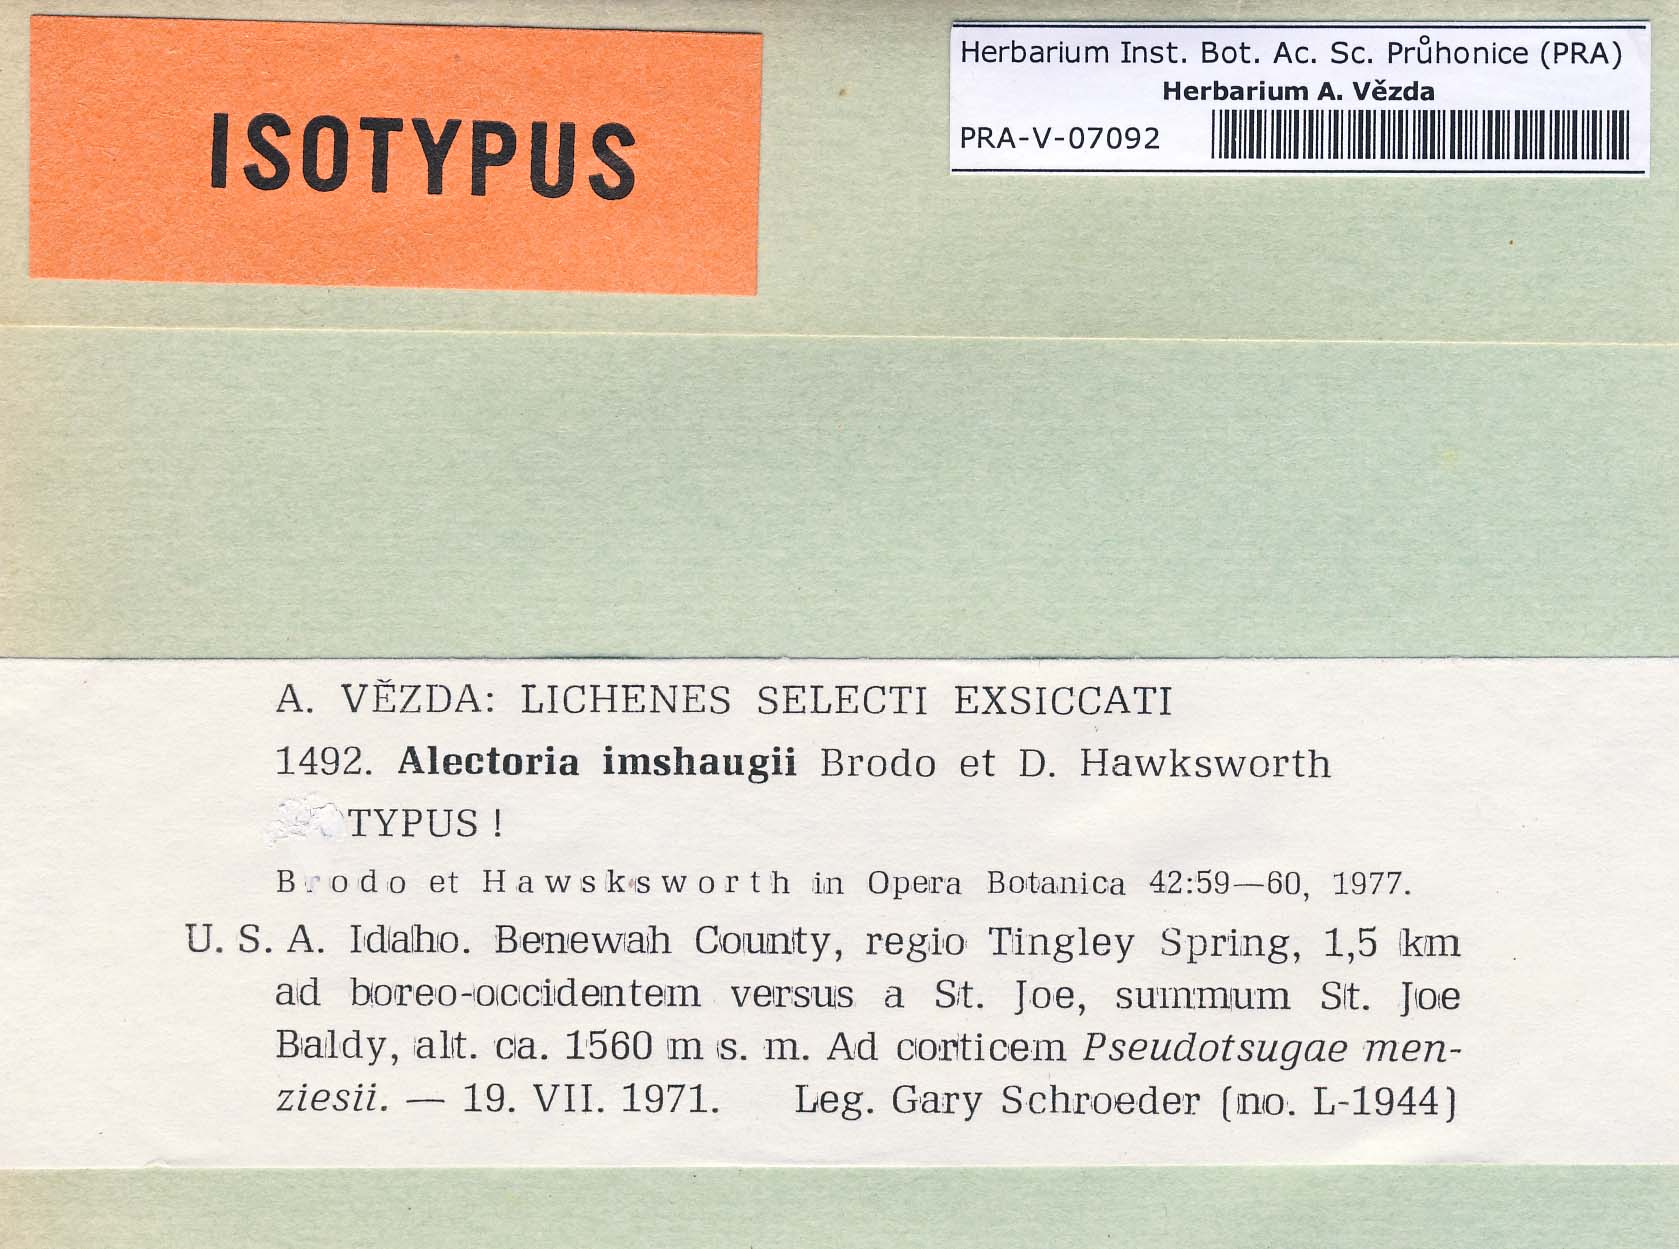 ISOTYPUS
Herbarium Inst. Bot. Ac. Sc. Průhonice (PRA)
Herbarium A. Vězda
PRA-V-07092
A. VĚZDA: LICHENES SELECTI EXSICCATI
1492. Alectoria imshaugii Brodo et D. Hawksworth
TYPUS !
Brodo et Hawsksworth in Opera Botanica 42:59—60, 1977.
U. S. A. Idaho. Benewah County, regio Tingley Spring, 1,5 km
ad boreo-occidentem versus a St. Joe, summum St. Joe
Baldy, alt. ca. 1560 m s. m. Ad corticem Pseudotsugae men-
ziesii. — 19. VII. 1971. Leg. Gary Schroeder (no. L-1944)